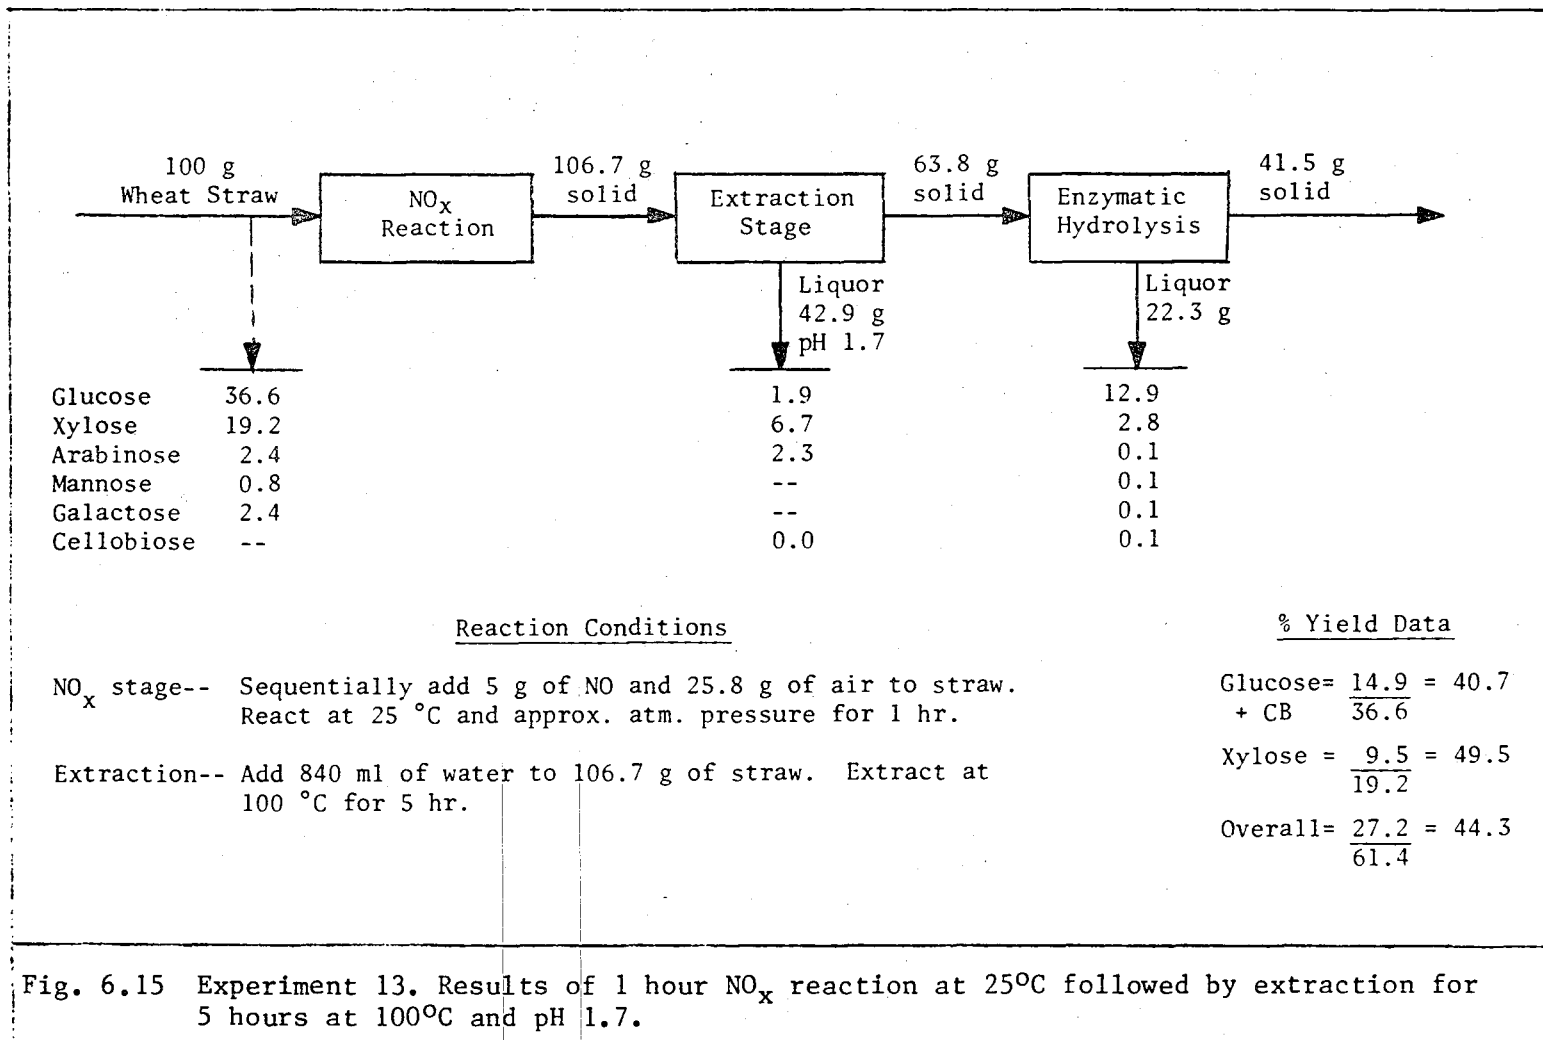 100 g
Wheat Straw
NOx
Reaction
106.7 g
solid
Extraction
Stage
63.8 g
solid
Enzymatic
Hydrolysis
41.5 g
solid
Liquor
42.9 g
pH 1.7
Liquor
22.3 g
Glucose 36.6 1.9 12.9
Xylose 19.2 6.7 2.8
Arabinose 2.4 2.3 0.1
Mannose 0.8 -- 0.1
Galactose 2.4 -- 0.1
Cellobiose -- 0.0 0.1
Reaction Conditions
NOx stage-- Sequentially add 5 g of NO and 25.8 g of air to straw.
React at 25 °C and approx. atm. pressure for 1 hr.
Extraction-- Add 840 ml of water to 106.7 g of straw. Extract at
100 °C for 5 hr.
% Yield Data
Glucose= 14.9 = 40.7
+ CB 36.6
Xylose = 9.5 = 49.5
19.2
Overall= 27.2 = 44.3
61.4
Fig. 6.15 Experiment 13. Results of 1 hour NOx reaction at 25°C followed by extraction for
5 hours at 100°C and pH 1.7.